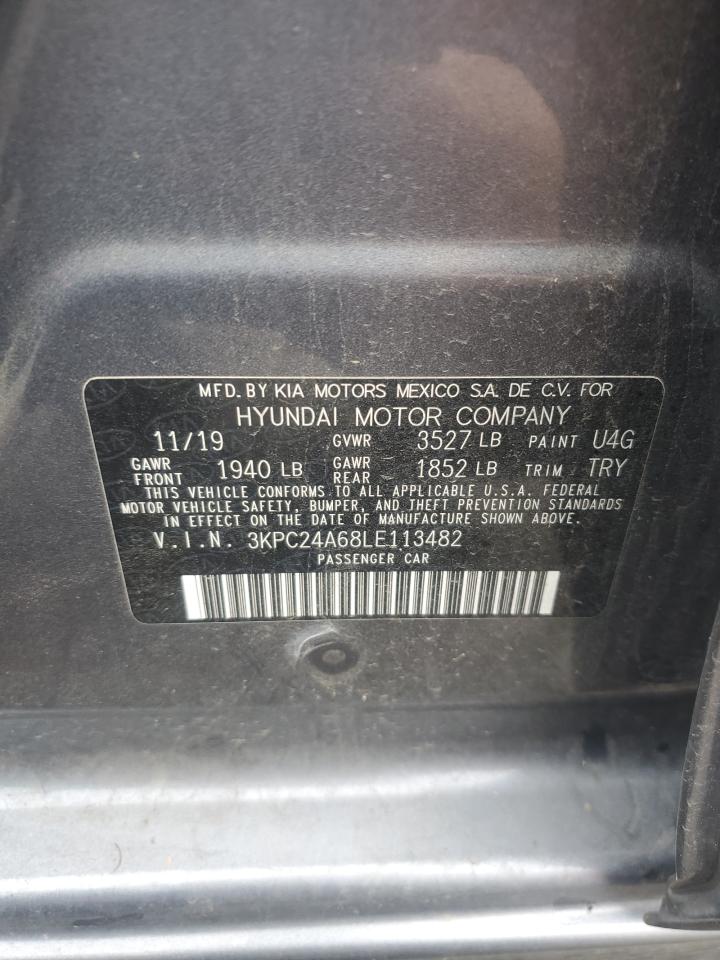 MFD. BY KIA MOTORS MEXICO S.A. DE C.V. FOR
HYUNDAI MOTOR COMPANY
11/19 GVWR 3527 LB PAINT U4G
GAWR FRONT 1940 LB GAWR REAR 1852 LB TRIM TRY
THIS VEHICLE CONFORMS TO ALL APPLICABLE U.S.A. FEDERAL
MOTOR VEHICLE SAFETY, BUMPER, AND THEFT PREVENTION STANDARDS
IN EFFECT ON THE DATE OF MANUFACTURE SHOWN ABOVE.
V.I.N. 3KPC24A68LE113482
PASSENGER CAR